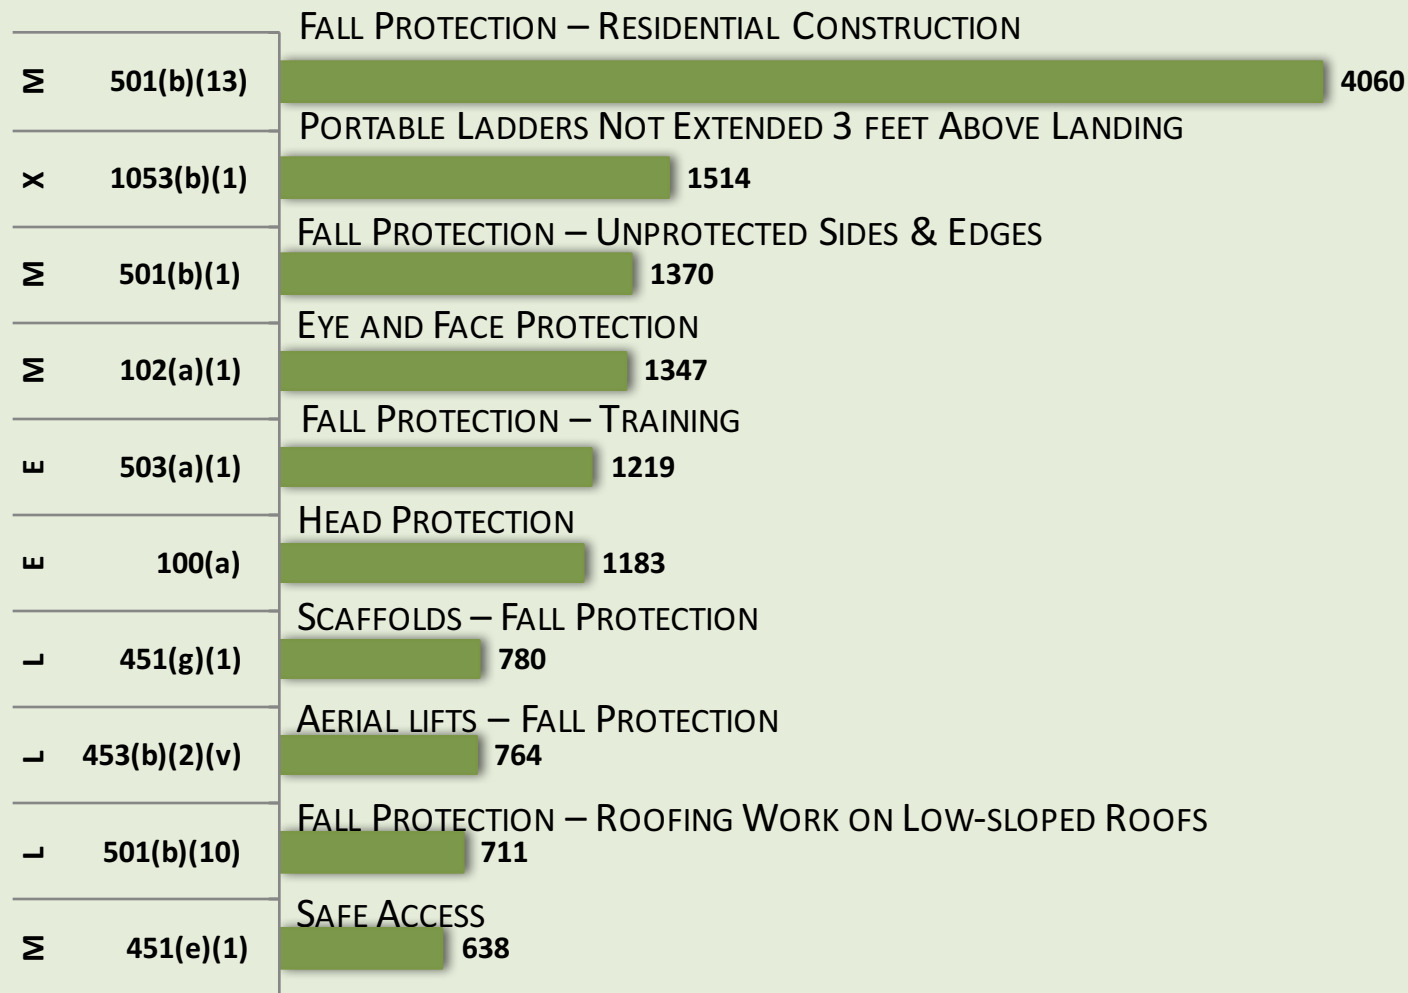 FALL PROTECTION – RESIDENTIAL CONSTRUCTION
M 501(b)(13) 4060
PORTABLE LADDERS NOT EXTENDED 3 FEET ABOVE LANDING
X 1053(b)(1) 1514
FALL PROTECTION – UNPROTECTED SIDES & EDGES
M 501(b)(1) 1370
EYE AND FACE PROTECTION
M 102(a)(1) 1347
FALL PROTECTION – TRAINING
E 503(a)(1) 1219
HEAD PROTECTION
E 100(a) 1183
SCAFFOLDS – FALL PROTECTION
L 451(g)(1) 780
AERIAL LIFTS – FALL PROTECTION
L 453(b)(2)(v) 764
FALL PROTECTION – ROOFING WORK ON LOW-SLOPED ROOFS
L 501(b)(10) 711
SAFE ACCESS
M 451(e)(1) 638